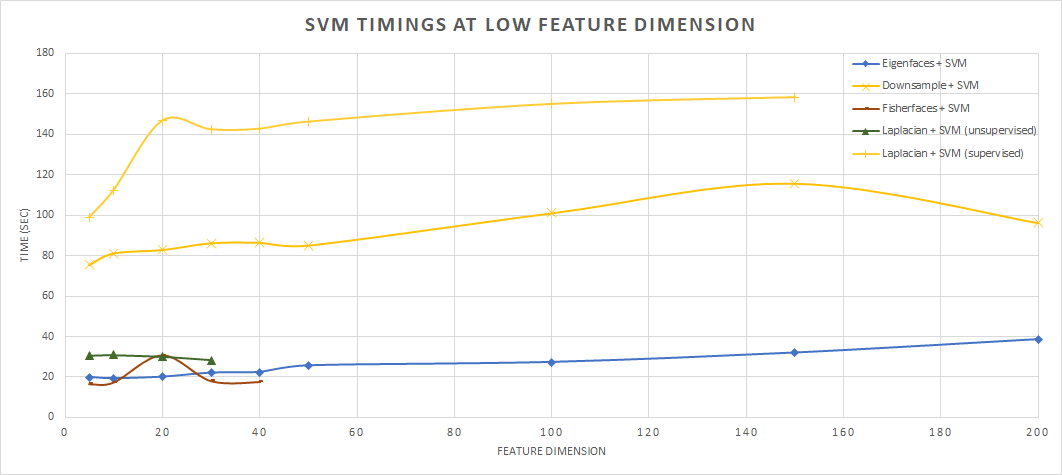 SVM TIMINGS AT LOW FEATURE DIMENSION
180
160
140
120
100
80
60
40
20
0
TIME (SEC)
Eigenfaces + SVM
Downsample + SVM
Fisherfaces + SVM
Laplacian + SVM (unsupervised)
Laplacian + SVM (supervised)
0 20 40 60 80 100 120 140 160 180 200
FEATURE DIMENSION